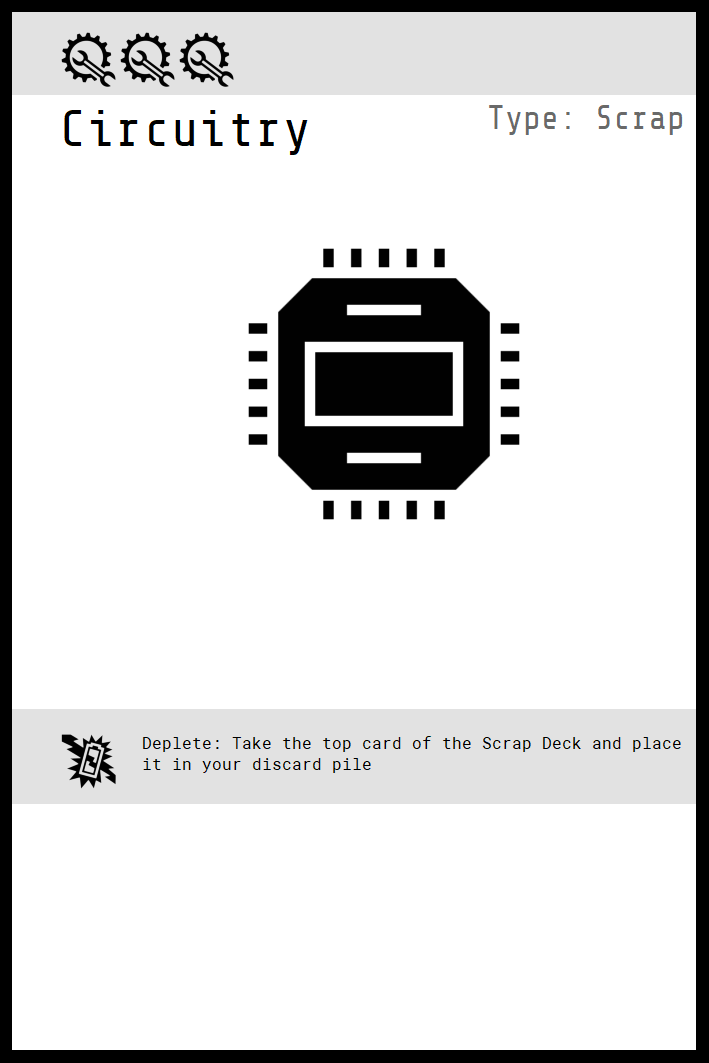 Circuitry
Type: Scrap
Deplete: Take the top card of the Scrap Deck and place
it in your discard pile